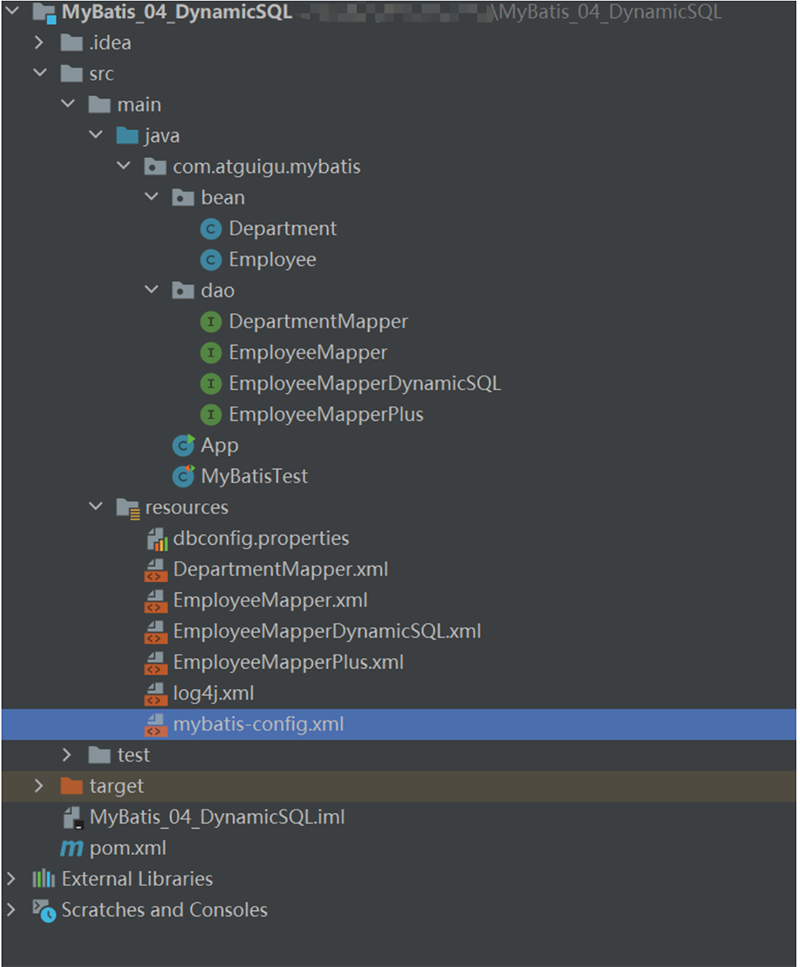 MyBatis_04_DynamicSQL \MyBatis_04_DynamicSQL
.idea
src
main
java
com.atguigu.mybatis
bean
C Department
C Employee
dao
I DepartmentMapper
I EmployeeMapper
I EmployeeMapperDynamicSQL
I EmployeeMapperPlus
C App
C MyBatisTest
resources
dbconfig.properties
<> DepartmentMapper.xml
<> EmployeeMapper.xml
<> EmployeeMapperDynamicSQL.xml
<> EmployeeMapperPlus.xml
<> log4j.xml
<> mybatis-config.xml
test
target
MyBatis_04_DynamicSQL.iml
m pom.xml
External Libraries
Scratches and Consoles